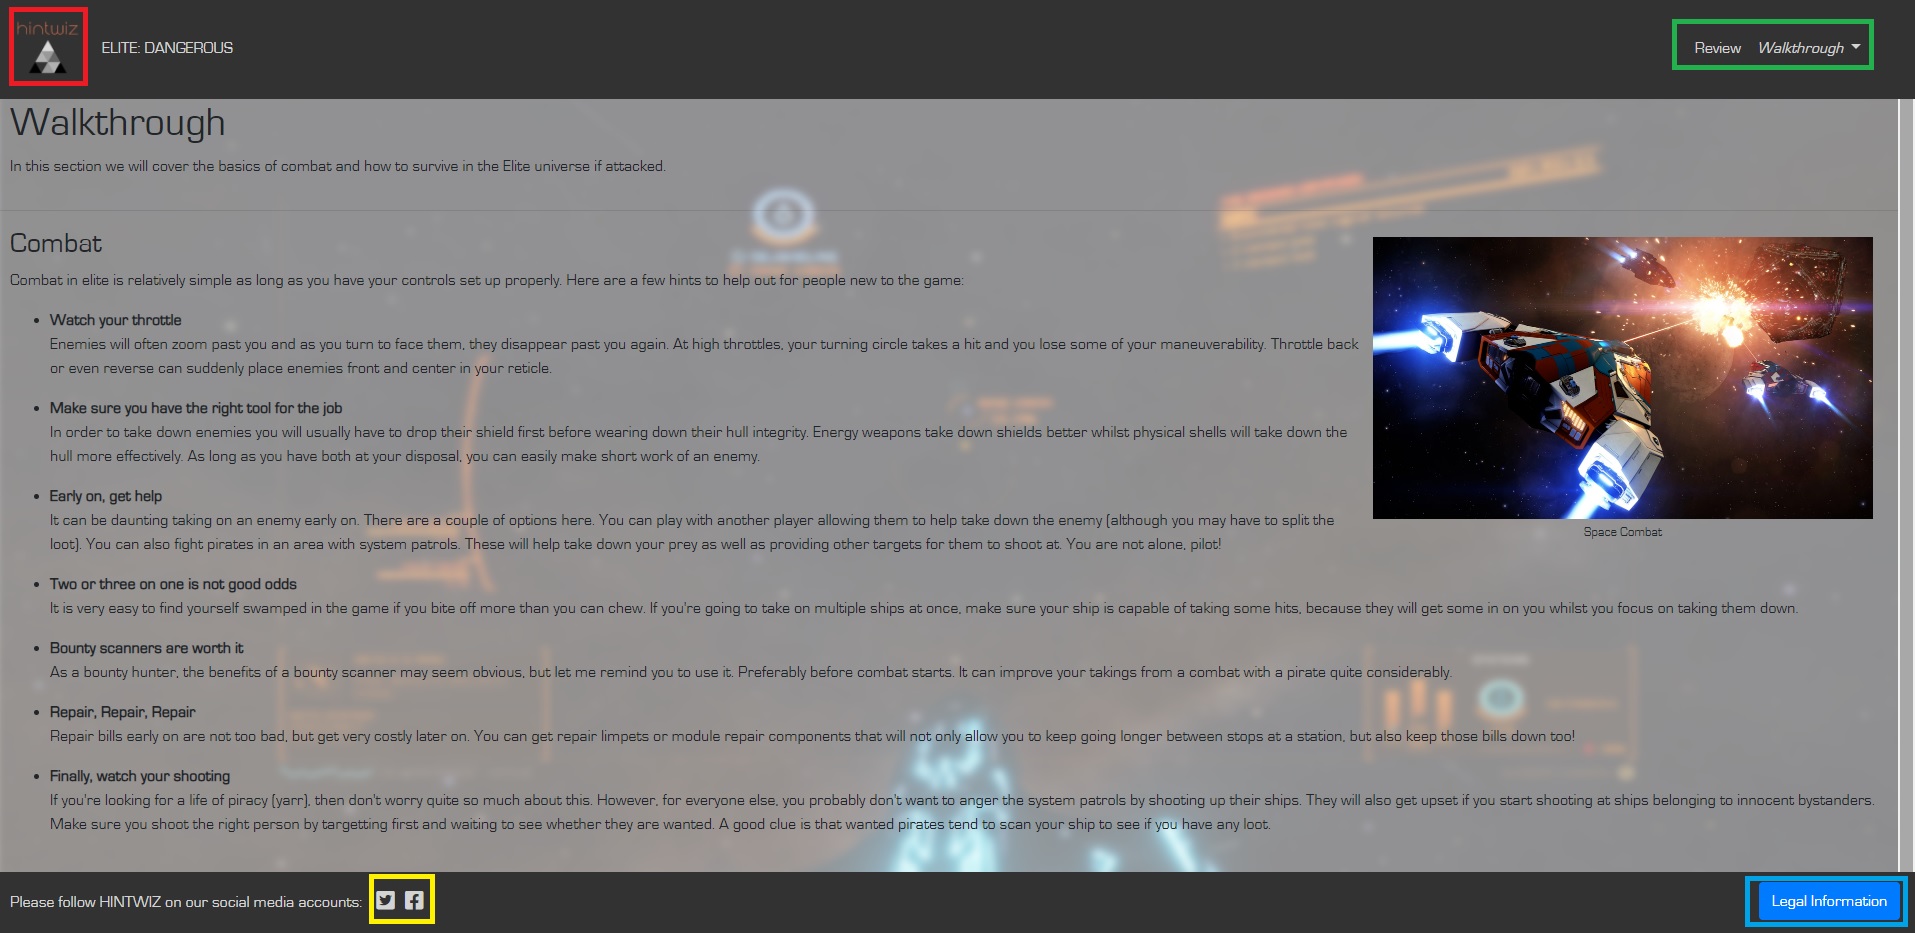 hintwiz
ELITE: DANGEROUS
Review Walkthrough
Walkthrough
In this section we will cover the basics of combat and how to survive in the Elite universe if attacked.
Combat
Combat in elite is relatively simple as long as you have your controls set up properly. Here are a few hints to help out for people new to the game:
• Watch your throttle
Enemies will often zoom past you and as you turn to face them, they disappear past you again. At high throttles, your turning circle takes a hit and you lose some of your maneuverability. Throttle back
or even reverse can suddenly place enemies front and center in your reticle.
• Make sure you have the right tool for the job
In order to take down enemies you will usually have to drop their shield first before wearing down their hull integrity. Energy weapons take down shields better whilst physical shells will take down the
hull more effectively. As long as you have both at your disposal, you can easily make short work of an enemy.
• Early on, get help
It can be daunting taking on an enemy early on. There are a couple of options here. You can play with another player allowing them to help take down the enemy (although you may have to split the
loot). You can also fight pirates in an area with system patrols. These will help take down your prey as well as providing other targets for them to shoot at. You are not alone, pilot!
Space Combat
• Two or three on one is not good odds
It is very easy to find yourself swamped in the game if you bite off more than you can chew. If you're going to take on multiple ships at once, make sure your ship is capable of taking some hits, because they will get some in on you whilst you focus on taking them down.
• Bounty scanners are worth it
As a bounty hunter, the benefits of a bounty scanner may seem obvious, but let me remind you to use it. Preferably before combat starts. It can improve your takings from a combat with a pirate quite considerably.
• Repair, Repair, Repair
Repair bills early on are not too bad, but get very costly later on. You can get repair limpets or module repair components that will not only allow you to keep going longer between stops at a station, but also keep those bills down too!
• Finally, watch your shooting
If you're looking for a life of piracy (yarr), then don't worry quite so much about this. However, for everyone else, you probably don't want to anger the system patrols by shooting up their ships. They will also get upset if you start shooting at ships belonging to innocent bystanders.
Make sure you shoot the right person by targetting first and waiting to see whether they are wanted. A good clue is that wanted pirates tend to scan your ship to see if you have any loot.
Please follow HINTWIZ on our social media accounts:
Legal Information